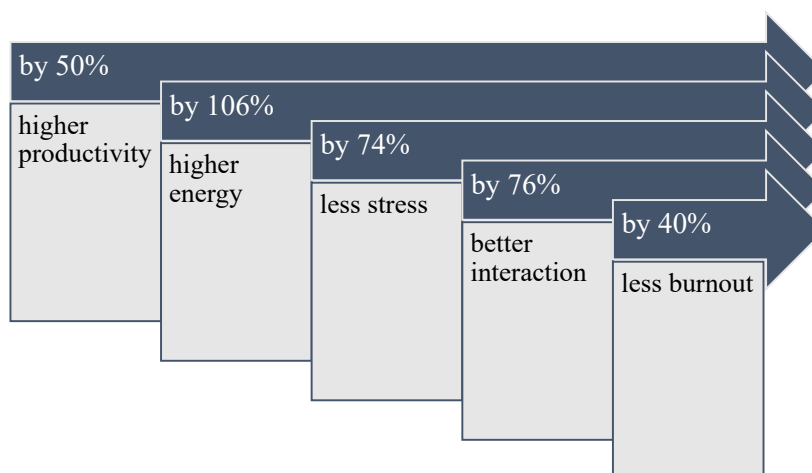 by 50%
higher
productivity
by 106%
higher
energy
by 74%
less stress
by 76%
better
interaction
by 40%
less burnout